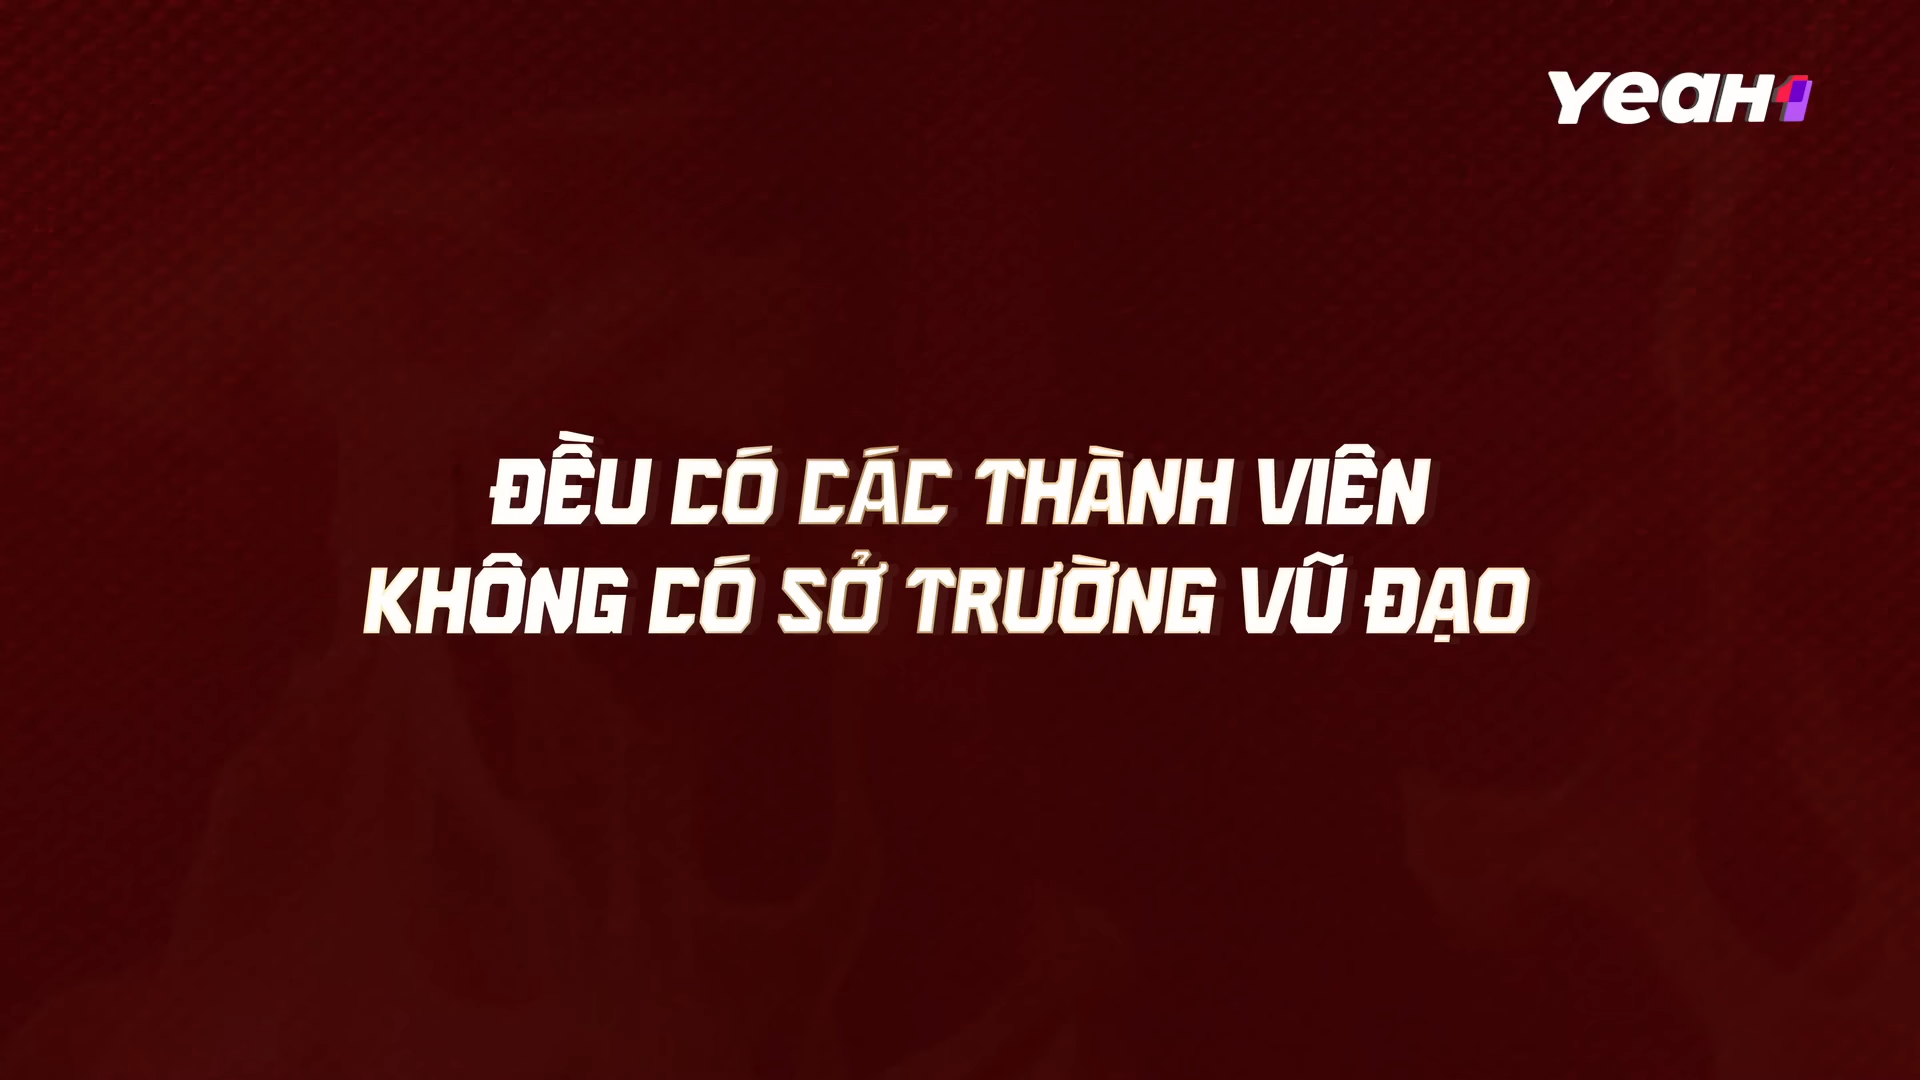 Yeah1
ĐỀU CÓ CÁC THÀNH VIÊN
KHÔNG CÓ SỞ TRƯỜNG VŨ ĐẠO